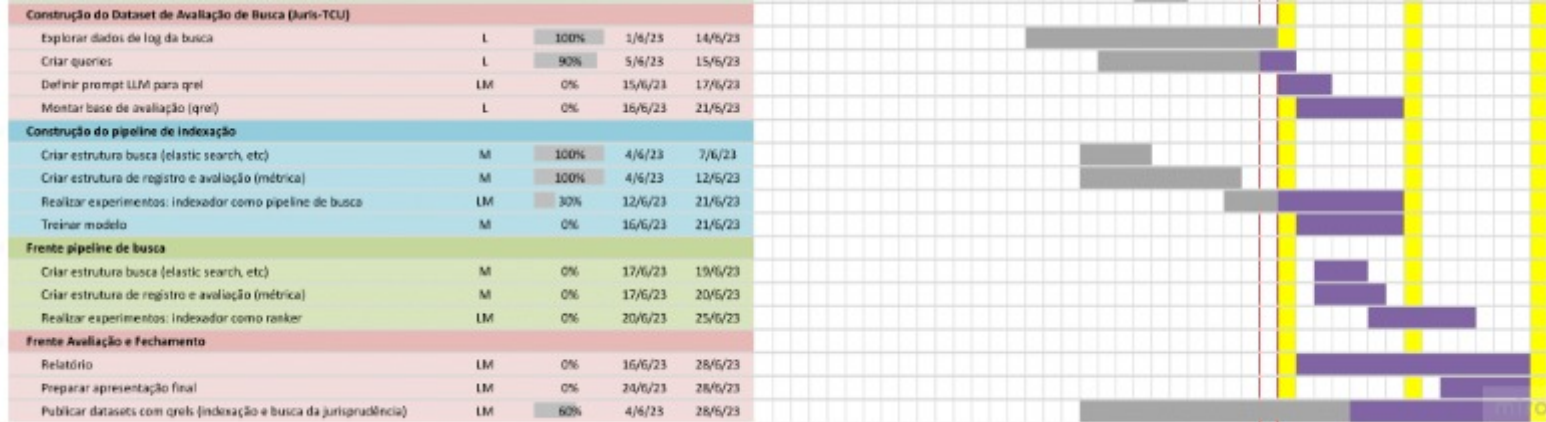 Construção do Dataset de Avaliação de Busca (Juris-TCU)
Explorar dados de log da busca L 100% 1/6/23 14/6/23
Criar queries L 90% 5/6/23 15/6/23
Definir prompt LLM para qrel LM 0% 15/6/23 17/6/23
Montar base de avaliação (qrel) L 0% 16/6/23 21/6/23
Construção do pipeline de indexação
Criar estrutura busca (elastic search, etc) M 100% 4/6/23 7/6/23
Criar estrutura de registro e avaliação (métrica) M 100% 4/6/23 12/6/23
Realizar experimentos: indexador como pipeline de busca LM 30% 12/6/23 21/6/23
Treinar modelo M 0% 16/6/23 21/6/23
Frente pipeline de busca
Criar estrutura busca (elastic search, etc) M 0% 17/6/23 19/6/23
Criar estrutura de registro e avaliação (métrica) M 0% 17/6/23 20/6/23
Realizar experimentos: indexador como ranker LM 0% 20/6/23 25/6/23
Frente Avaliação e Fechamento
Relatório LM 0% 16/6/23 28/6/23
Preparar apresentação final LM 0% 24/6/23 28/6/23
Publicar datasets com qrels (indexação e busca da jurisprudência) LM 60% 4/6/23 28/6/23
miro